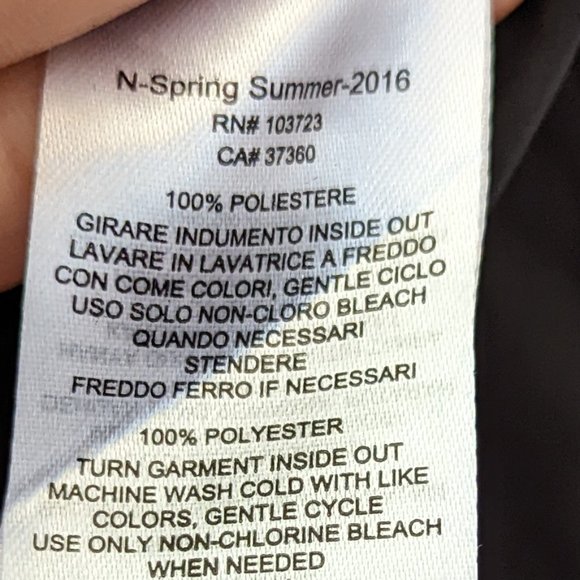 N-Spring Summer-2016
RN# 103723
CA# 37360
100% POLIESTERE
GIRARE INDUMENTO INSIDE OUT
LAVARE IN LAVATRICE A FREDDO
CON COME COLORI, GENTLE CICLO
USO SOLO NON-CLORO BLEACH
QUANDO NECESSARI
STENDERE
FREDDO FERRO IF NECESSARI
100% POLYESTER
TURN GARMENT INSIDE OUT
MACHINE WASH COLD WITH LIKE
COLORS, GENTLE CYCLE
USE ONLY NON-CHLORINE BLEACH
WHEN NEEDED